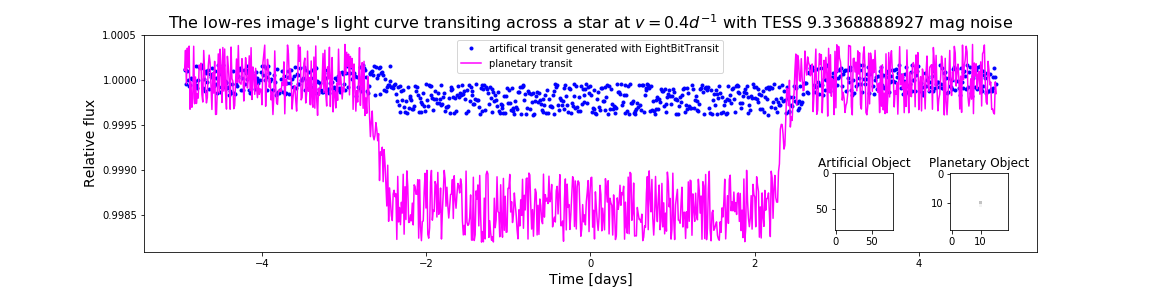 The low-res image's light curve transiting across a star at v = 0.4d⁻¹ with TESS 9.3368888927 mag noise
artifical transit generated with EightBitTransit
planetary transit
Relative flux
1.0005
1.0000
0.9995
0.9990
0.9985
Artificial Object
0
50
0 50
Planetary Object
0
10
0 10
−4 −2 0 2 4
Time [days]